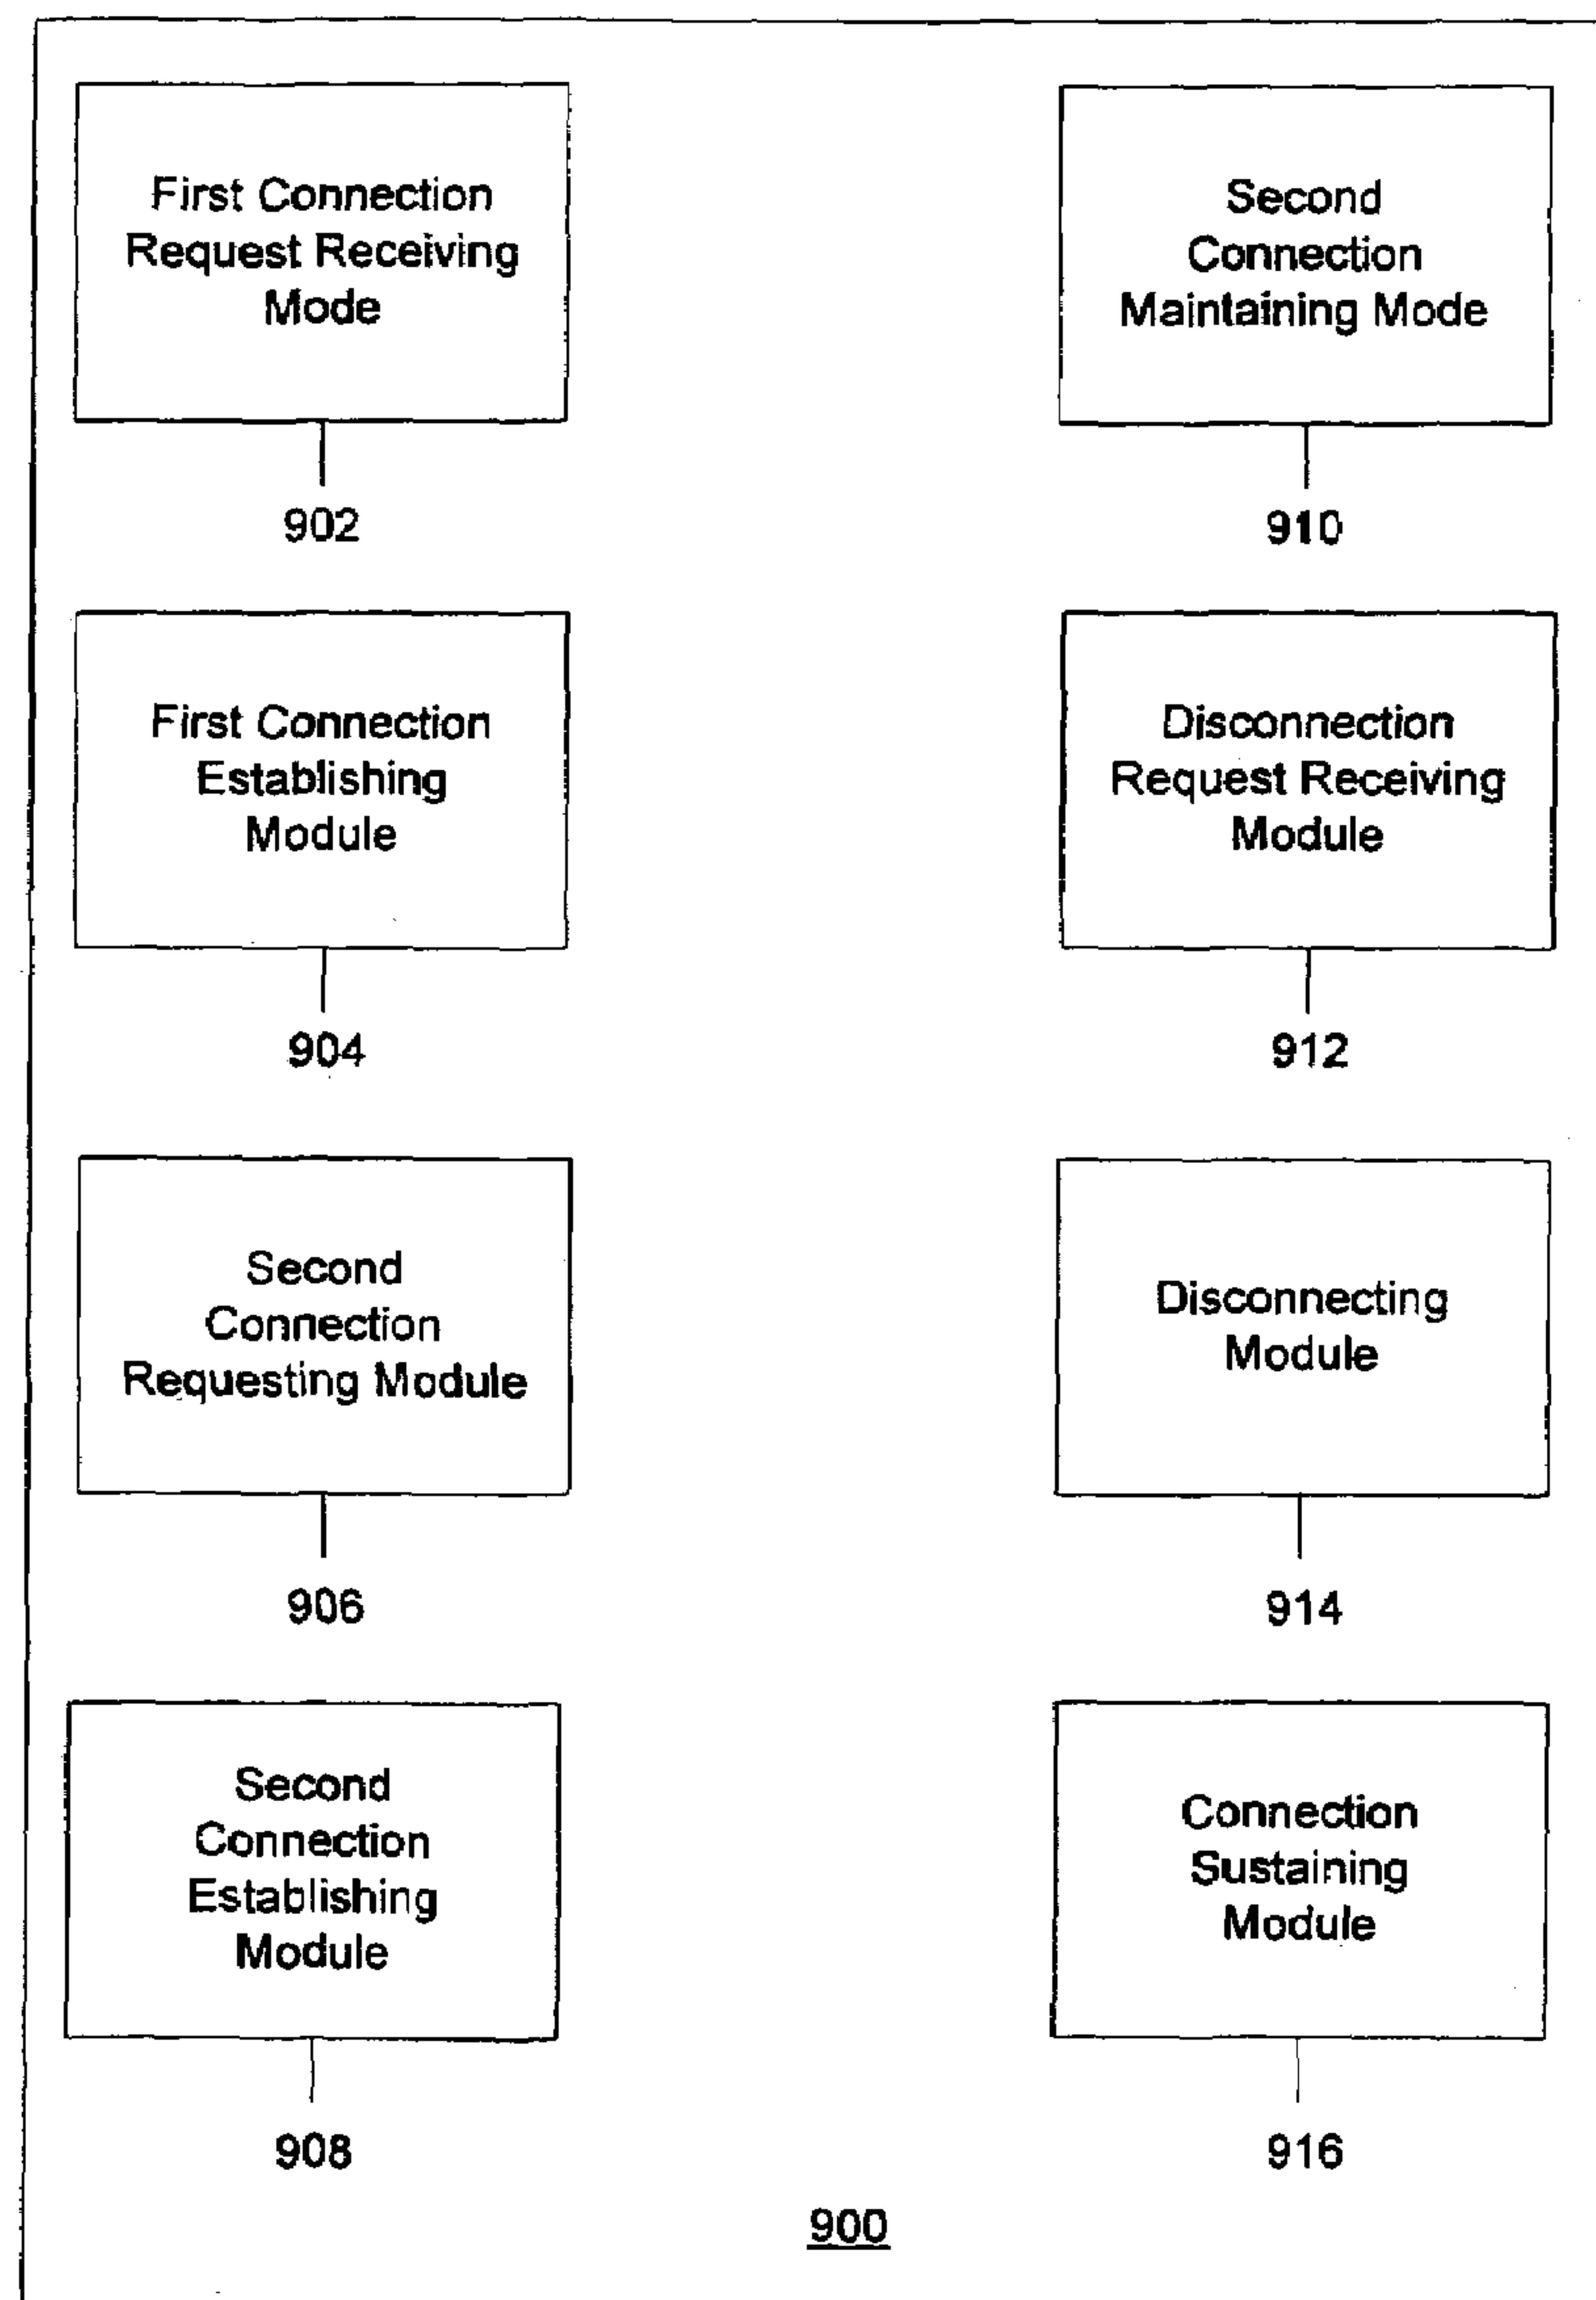 First Connection
Request Receiving
Mode
902
First Connection
Establishing
Module
904
Second
Connection
Requesting Module
906
Second
Connection
Establishing
Module
908
Second
Connection
Maintaining Mode
910
Disconnection
Request Receiving
Module
912
Disconnecting
Module
914
Connection
Sustaining
Module
916
900